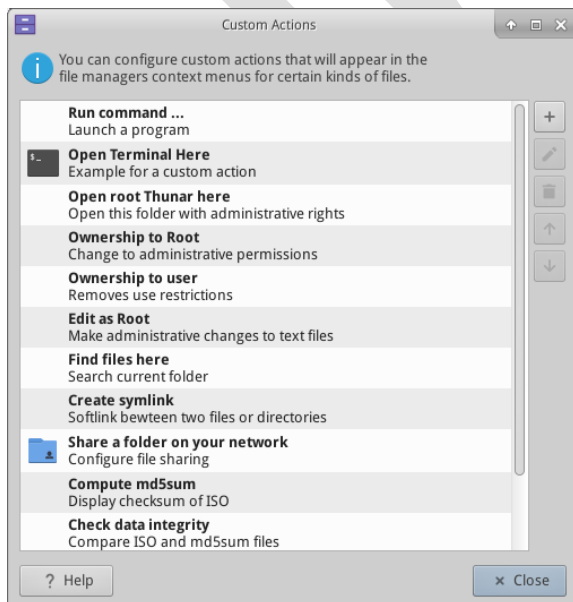 Custom Actions
You can configure custom actions that will appear in the
file managers context menus for certain kinds of files.
Run command ...
Launch a program
$_
Open Terminal Here
Example for a custom action
Open root Thunar here
Open this folder with administrative rights
Ownership to Root
Change to administrative permissions
Ownership to user
Removes use restrictions
Edit as Root
Make administrative changes to text files
Find files here
Search current folder
Create symlink
Softlink bewteen two files or directories
Share a folder on your network
Configure file sharing
Compute md5sum
Display checksum of ISO
Check data integrity
Compare ISO and md5sum files
? Help
× Close